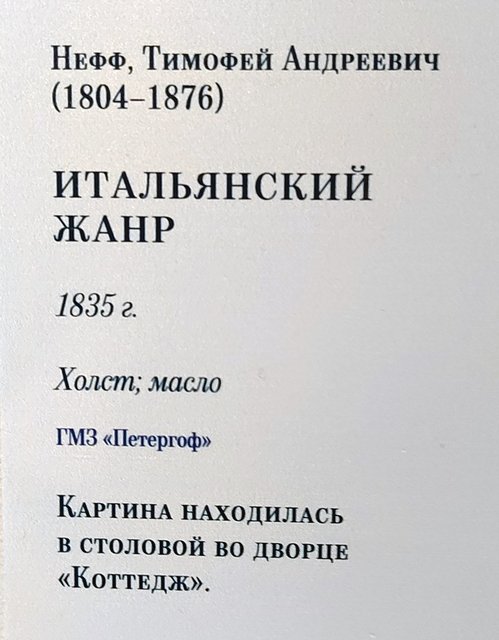 Нефф, Тимофей Андреевич
(1804–1876)
ИТАЛЬЯНСКИЙ
ЖАНР
1835 г.
Холст; масло
ГМЗ «Петергоф»
Картина находилась
в столовой во дворце
«Коттедж».